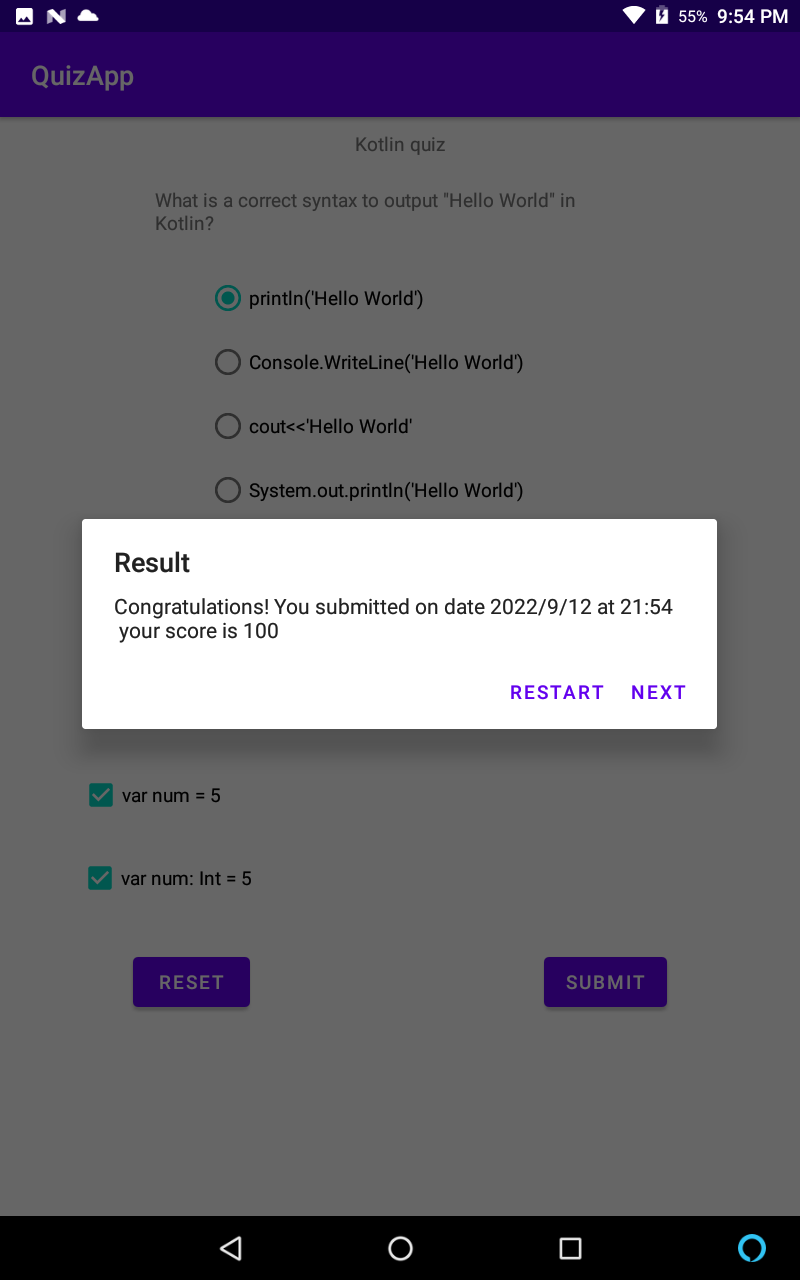 55% 9:54 PM
QuizApp
Kotlin quiz
What is a correct syntax to output "Hello World" in
Kotlin?
println('Hello World')
Console.WriteLine('Hello World')
cout<<'Hello World'
System.out.println('Hello World')
Result
Congratulations! You submitted on date 2022/9/12 at 21:54
your score is 100
RESTART NEXT
var num = 5
var num: Int = 5
RESET SUBMIT